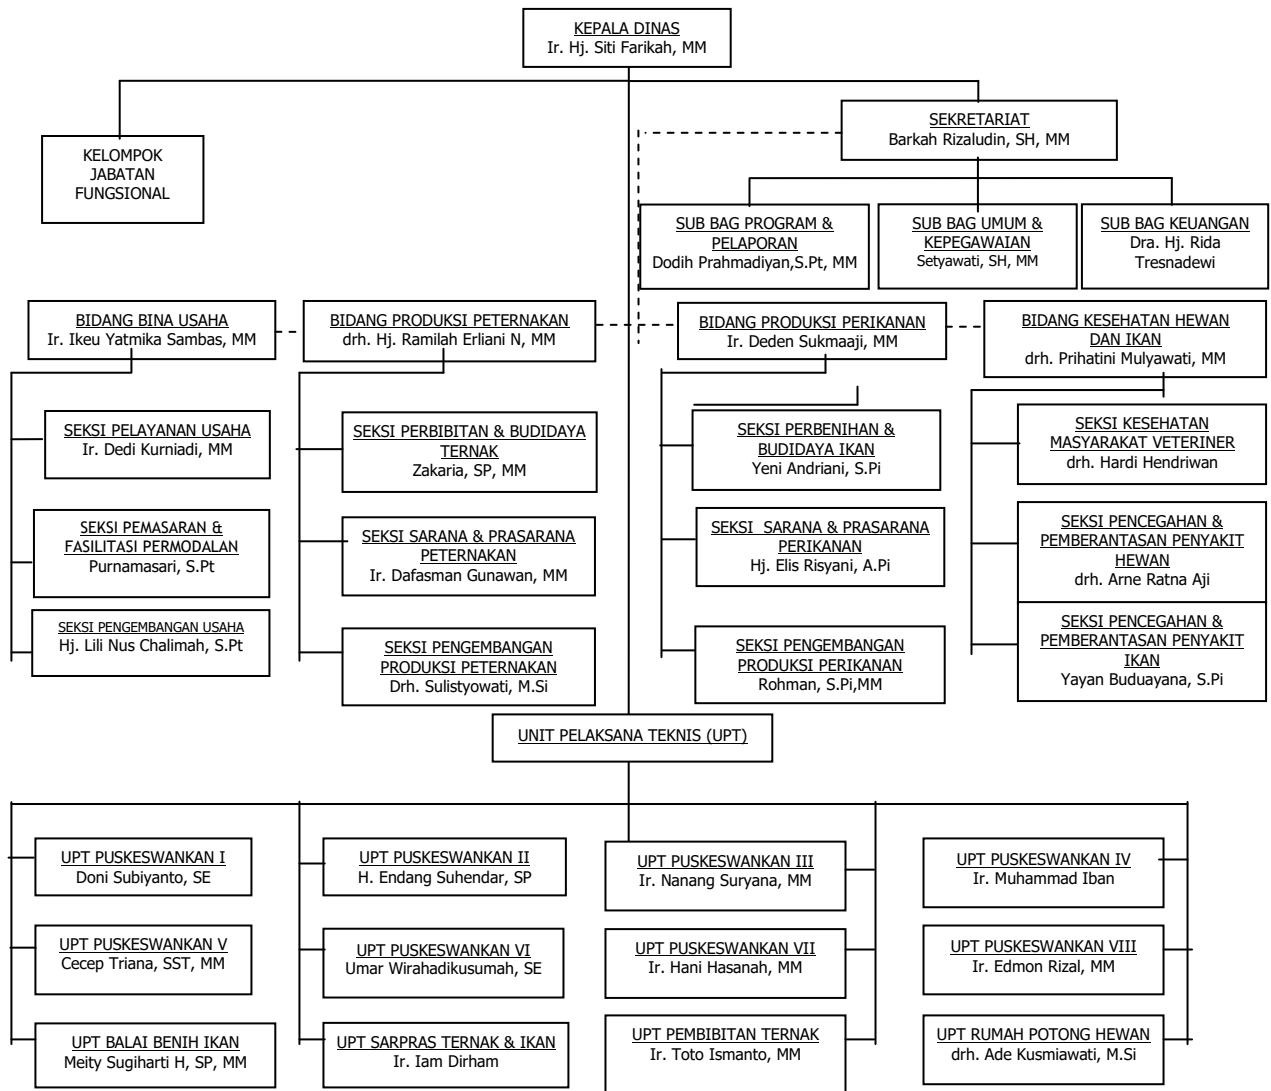 KEPALA DINAS
Ir. Hj. Siti Farikah, MM
SEKRETARIAT
Barkah Rizaludin, SH, MM
KELOMPOK
JABATAN
FUNGSIONAL
SUB BAG PROGRAM &
PELAPORAN
Dodih Prahmadiyan,S.Pt, MM
SUB BAG UMUM &
KEPEGAWAIAN
Setyawati, SH, MM
SUB BAG KEUANGAN
Dra. Hj. Rida
Tresnadewi
BIDANG BINA USAHA
Ir. Ikeu Yatmika Sambas, MM
BIDANG PRODUKSI PETERNAKAN
drh. Hj. Ramilah Erliani N, MM
BIDANG PRODUKSI PERIKANAN
Ir. Deden Sukmaaji, MM
BIDANG KESEHATAN HEWAN
DAN IKAN
drh. Prihatini Mulyawati, MM
SEKSI PELAYANAN USAHA
Ir. Dedi Kurniadi, MM
SEKSI PERBIBITAN & BUDIDAYA
TERNAK
Zakaria, SP, MM
SEKSI PERBENIHAN &
BUDIDAYA IKAN
Yeni Andriani, S.Pi
SEKSI KESEHATAN
MASYARAKAT VETERINER
drh. Hardi Hendriwan
SEKSI PEMASARAN &
FASILITASI PERMODALAN
Purnamasari, S.Pt
SEKSI SARANA & PRASARANA
PETERNAKAN
Ir. Dafasman Gunawan, MM
SEKSI SARANA & PRASARANA
PERIKANAN
Hj. Elis Risyani, A.Pi
SEKSI PENCEGAHAN &
PEMBERANTASAN PENYAKIT
HEWAN
drh. Arne Ratna Aji
SEKSI PENGEMBANGAN USAHA
Hj. Lili Nus Chalimah, S.Pt
SEKSI PENGEMBANGAN
PRODUKSI PETERNAKAN
Drh. Sulistyowati, M.Si
SEKSI PENGEMBANGAN
PRODUKSI PERIKANAN
Rohman, S.Pi,MM
SEKSI PENCEGAHAN &
PEMBERANTASAN PENYAKIT
IKAN
Yayan Buduayana, S.Pi
UNIT PELAKSANA TEKNIS (UPT)
UPT PUSKESWANKAN I
Doni Subiyanto, SE
UPT PUSKESWANKAN II
H. Endang Suhendar, SP
UPT PUSKESWANKAN III
Ir. Nanang Suryana, MM
UPT PUSKESWANKAN IV
Ir. Muhammad Iban
UPT PUSKESWANKAN V
Cecep Triana, SST, MM
UPT PUSKESWANKAN VI
Umar Wirahadikusumah, SE
UPT PUSKESWANKAN VII
Ir. Hani Hasanah, MM
UPT PUSKESWANKAN VIII
Ir. Edmon Rizal, MM
UPT BALAI BENIH IKAN
Meity Sugiharti H, SP, MM
UPT SARPRAS TERNAK & IKAN
Ir. Iam Dirham
UPT PEMBIBITAN TERNAK
Ir. Toto Ismanto, MM
UPT RUMAH POTONG HEWAN
drh. Ade Kusmiawati, M.Si